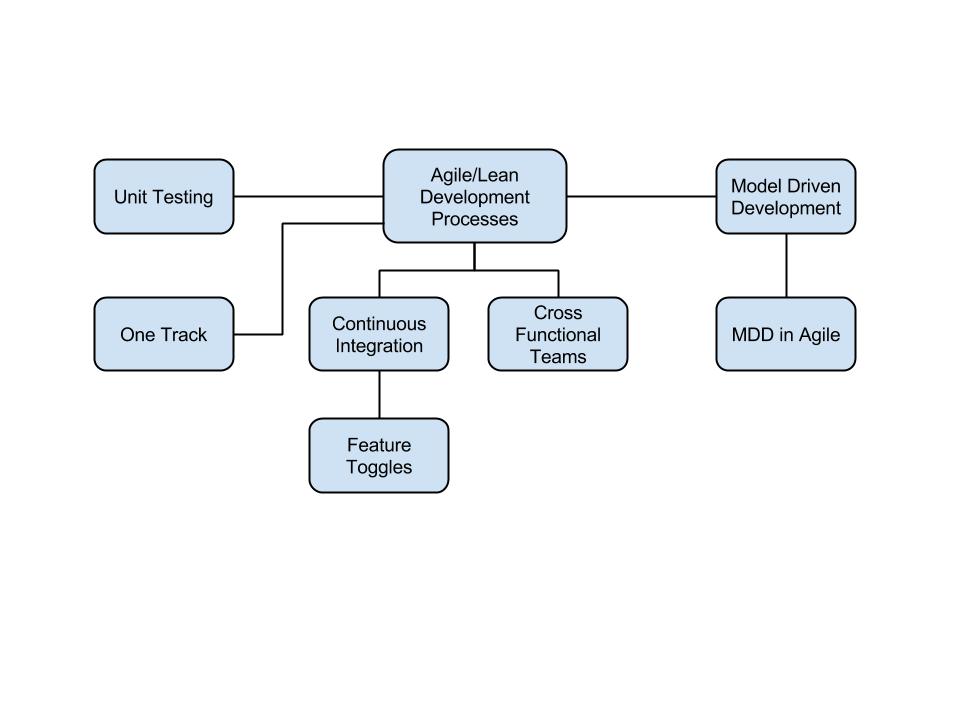 Unit Testing
Agile/Lean
Development
Processes
Model Driven
Development
One Track
Continuous
Integration
Cross
Functional
Teams
MDD in Agile
Feature
Toggles